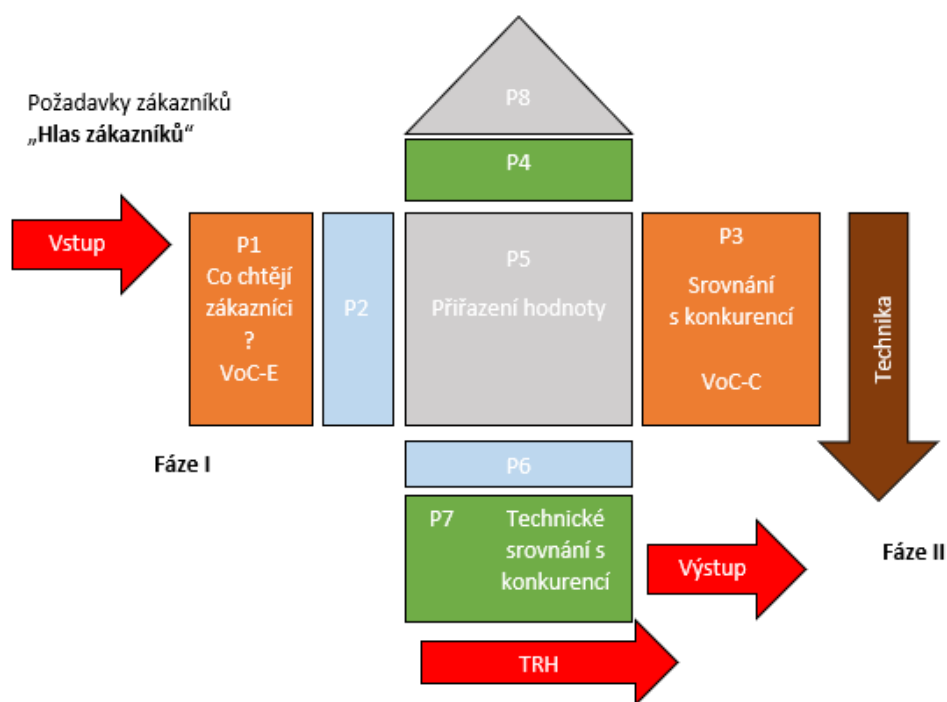 Požadavky zákazníků
„Hlas zákazníků“
Vstup
P8
P4
P1
Co chtějí
zákazníci
?
VoC-E
P2
P5
Přiřazení hodnoty
P3
Srovnání
s konkurencí
VoC-C
Technika
Fáze I
P6
P7 Technické
srovnání s
konkurencí
Výstup
Fáze II
TRH